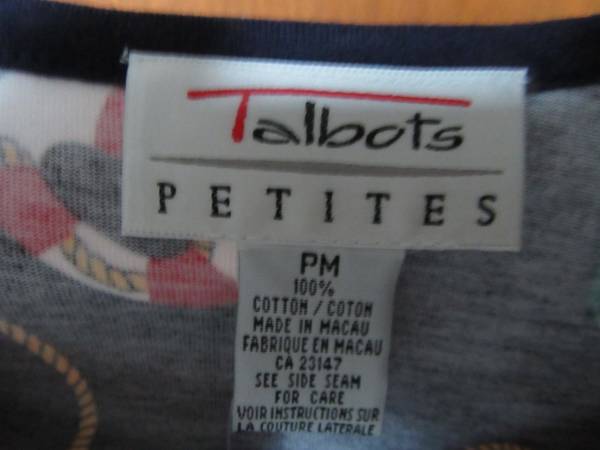 Talbots
PETITES
PM
100%
COTTON / COTON
MADE IN MACAU
FABRIQUE EN MACAU
CA 23147
SEE SIDE SEAM
FOR CARE
VOIR INSTRUCTIONS SUR
LA COUTURE LATERALE